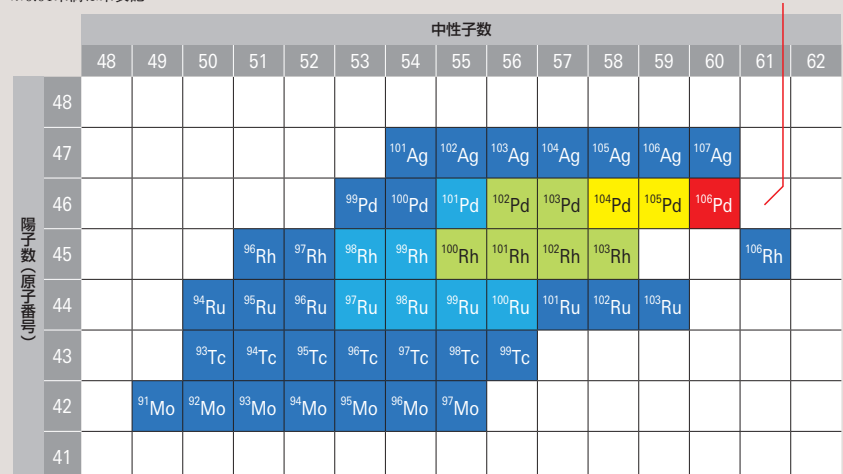 中性子数
48 49 50 51 52 53 54 55 56 57 58 59 60 61 62
陽子数（原子番号）
48
47 101Ag 102Ag 103Ag 104Ag 105Ag 106Ag 107Ag
46 99Pd 100Pd 101Pd 102Pd 103Pd 104Pd 105Pd 106Pd
45 96Rh 97Rh 98Rh 99Rh 100Rh 101Rh 102Rh 103Rh 106Rh
44 94Ru 95Ru 96Ru 97Ru 98Ru 99Ru 100Ru 101Ru 102Ru 103Ru
43 93Tc 94Tc 95Tc 96Tc 97Tc 98Tc 99Tc
42 91Mo 92Mo 93Mo 94Mo 95Mo 96Mo 97Mo
41